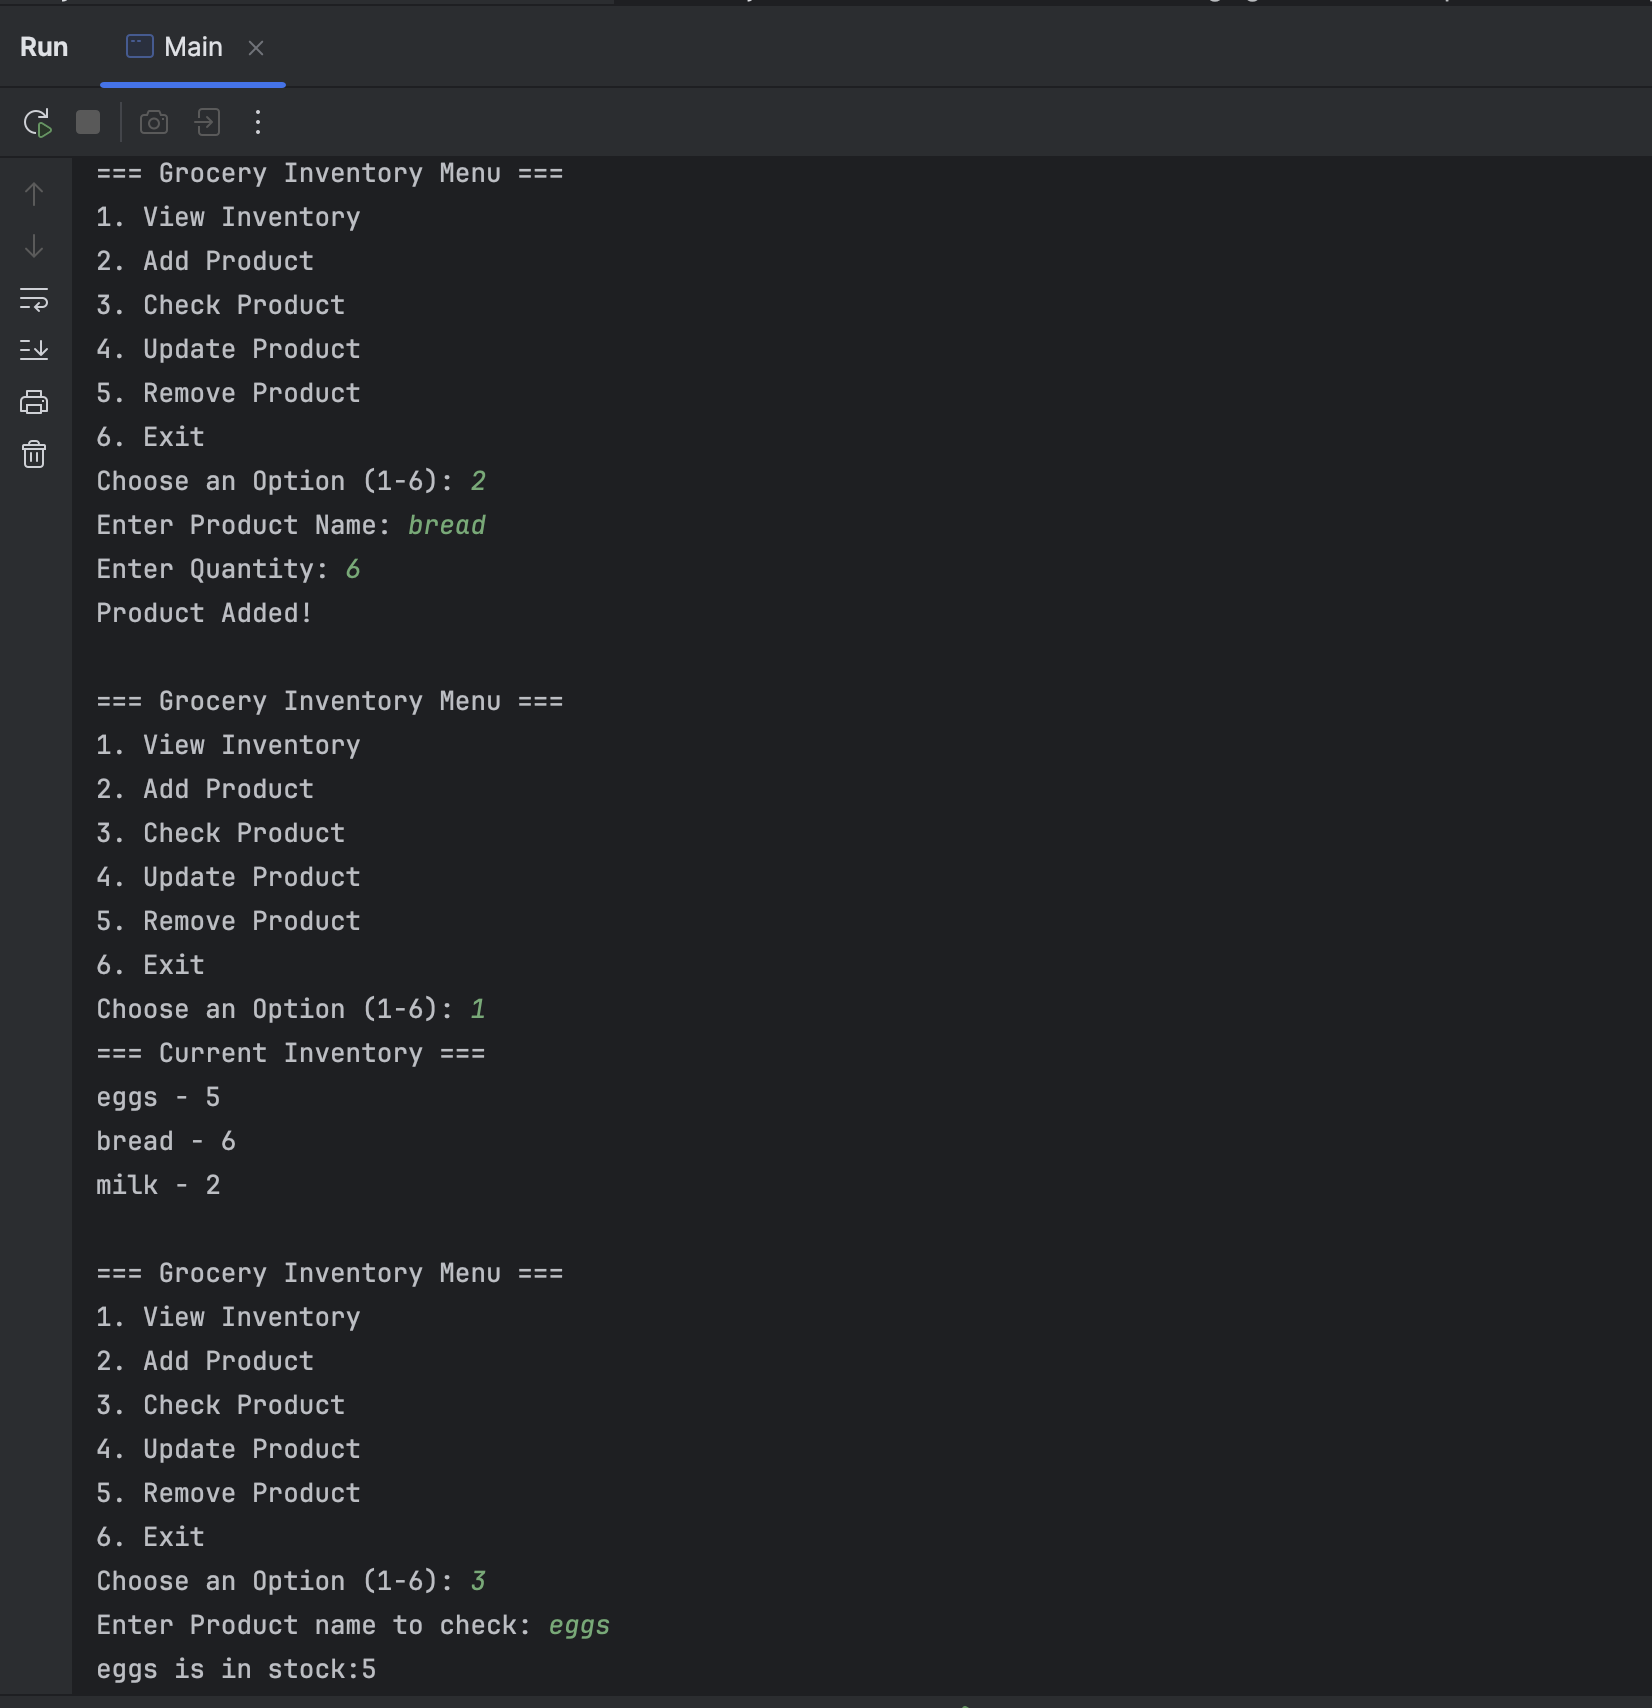 Run Main
=== Grocery Inventory Menu ===
1. View Inventory
2. Add Product
3. Check Product
4. Update Product
5. Remove Product
6. Exit
Choose an Option (1-6): 2
Enter Product Name: bread
Enter Quantity: 6
Product Added!
=== Grocery Inventory Menu ===
1. View Inventory
2. Add Product
3. Check Product
4. Update Product
5. Remove Product
6. Exit
Choose an Option (1-6): 1
=== Current Inventory ===
eggs - 5
bread - 6
milk - 2
=== Grocery Inventory Menu ===
1. View Inventory
2. Add Product
3. Check Product
4. Update Product
5. Remove Product
6. Exit
Choose an Option (1-6): 3
Enter Product name to check: eggs
eggs is in stock:5